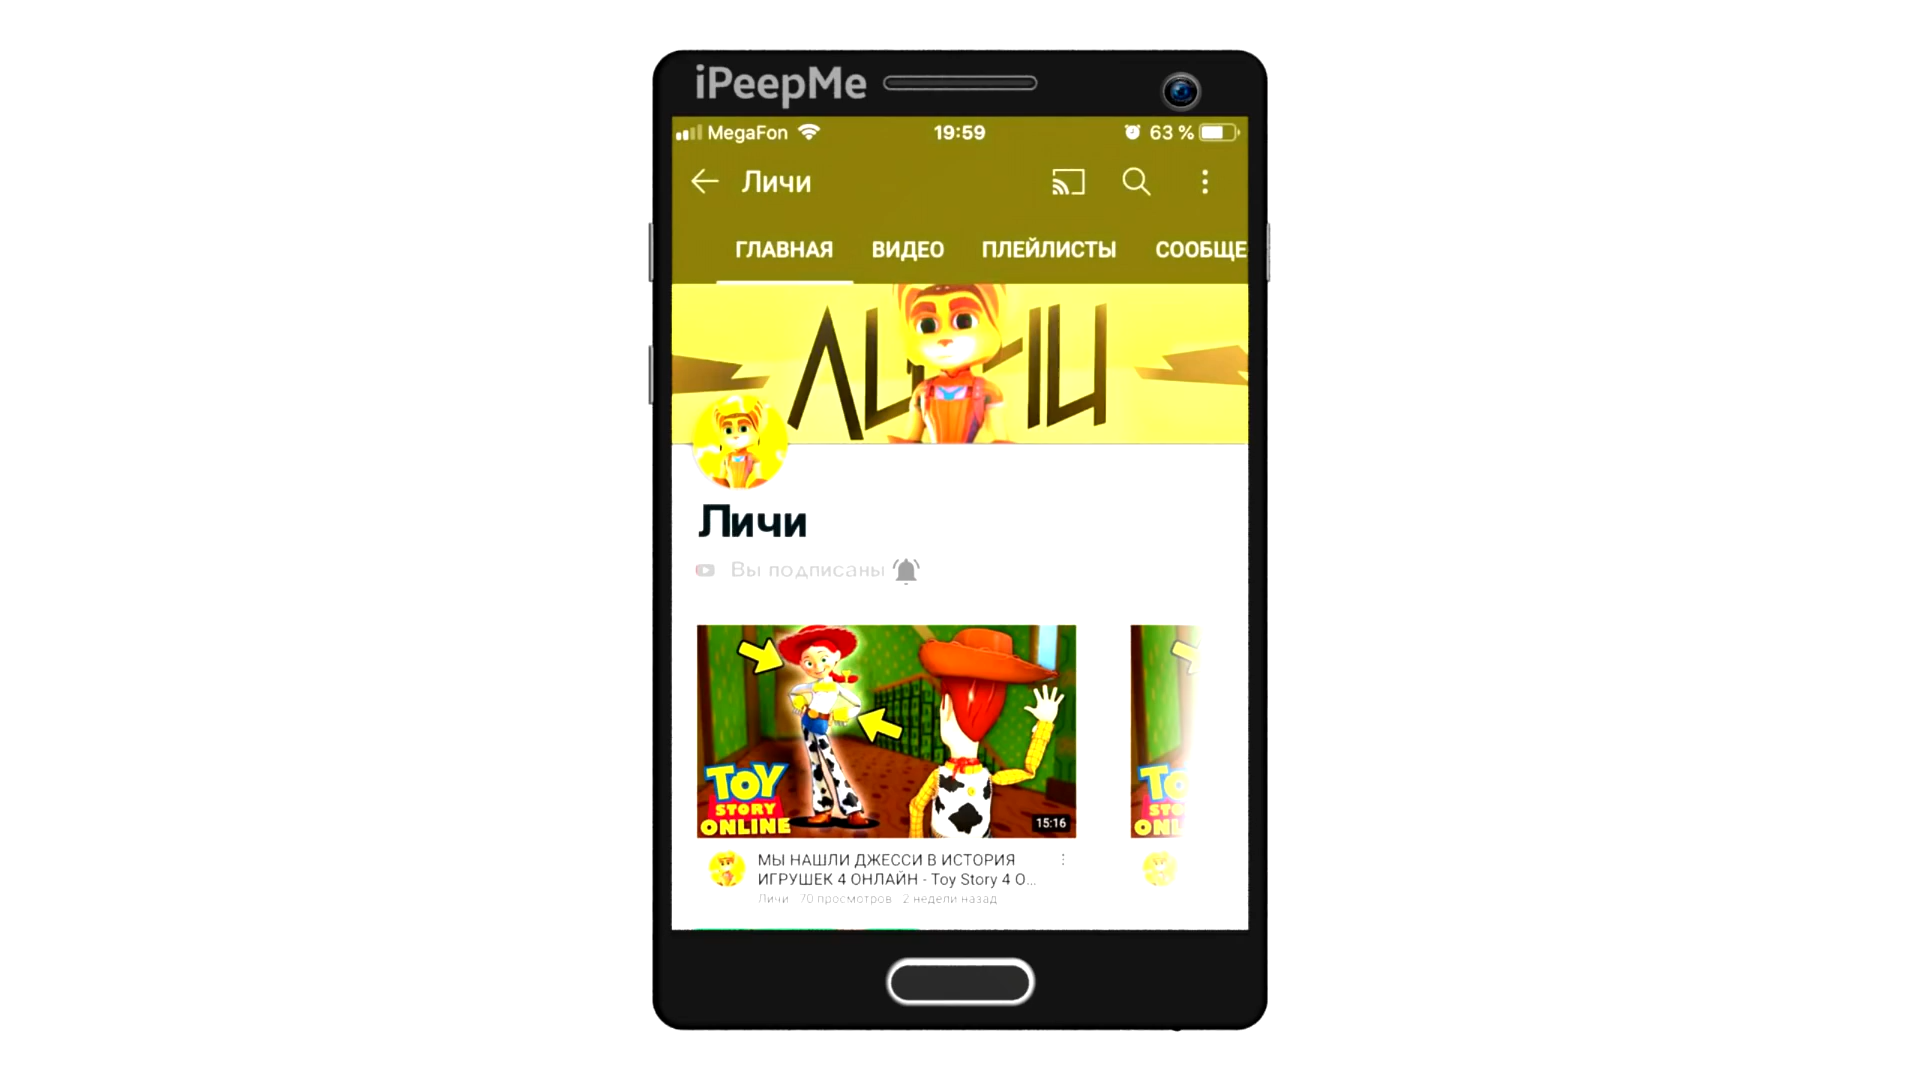 iPeepMe
MegaFon 19:59 63 %
Личи
ГЛАВНАЯ ВИДЕО ПЛЕЙЛИСТЫ СООБЩЕ
Личи
Вы подписаны
TOY
STORY
ONLINE
15:16
МЫ НАШЛИ ДЖЕССИ В ИСТОРИЯ
ИГРУШЕК 4 ОНЛАЙН - Toy Story 4 O...
Личи 70 просмотров 2 недели назад